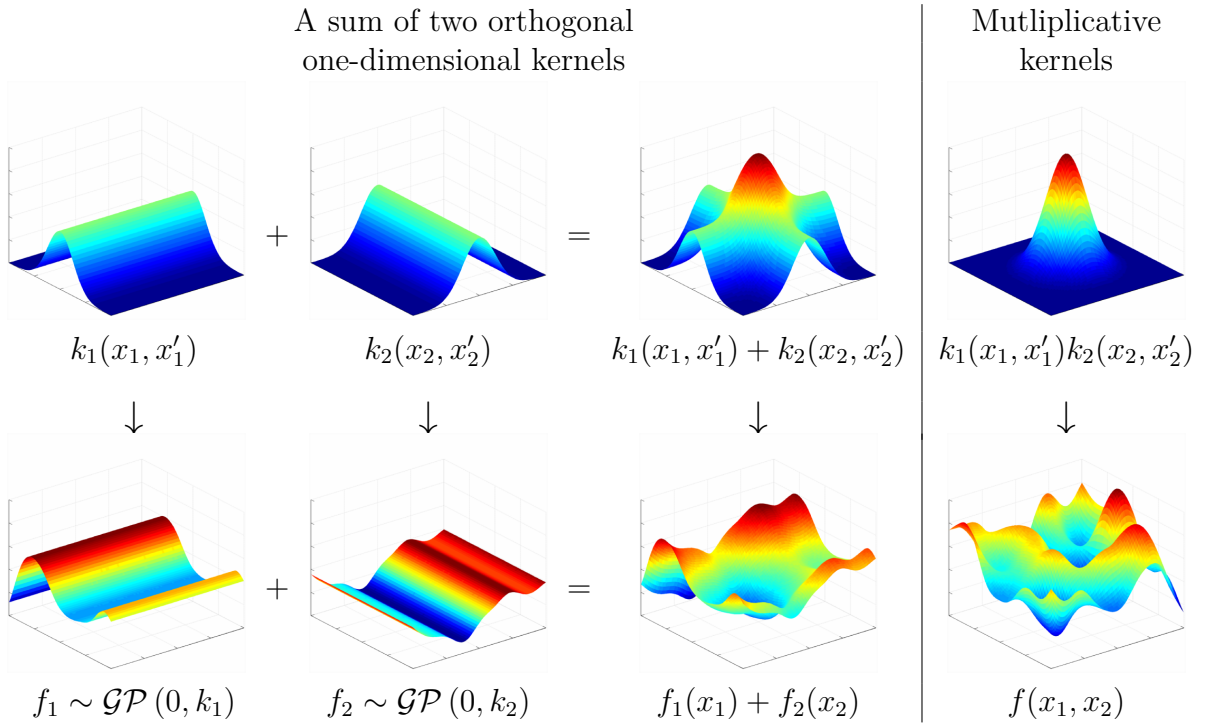 A sum of two orthogonal
one-dimensional kernels
Mutliplicative
kernels
+
=
k₁(x₁, x′₁)
k₂(x₂, x′₂)
k₁(x₁, x′₁) + k₂(x₂, x′₂)
k₁(x₁, x′₁)k₂(x₂, x′₂)
↓ ↓ ↓ ↓
+
=
f₁ ∼ 𝒢𝒫 (0, k₁)
f₂ ∼ 𝒢𝒫 (0, k₂)
f₁(x₁) + f₂(x₂)
f(x₁, x₂)